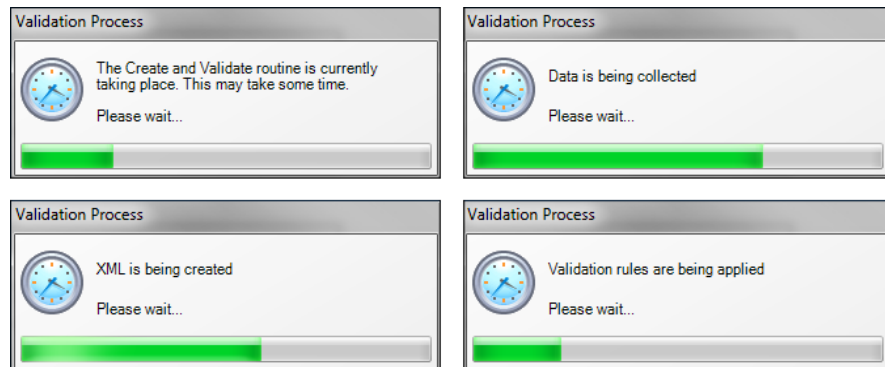 Validation Process
The Create and Validate routine is currently
taking place. This may take some time.
Please wait...
Validation Process
Data is being collected
Please wait...
Validation Process
XML is being created
Please wait...
Validation Process
Validation rules are being applied
Please wait...